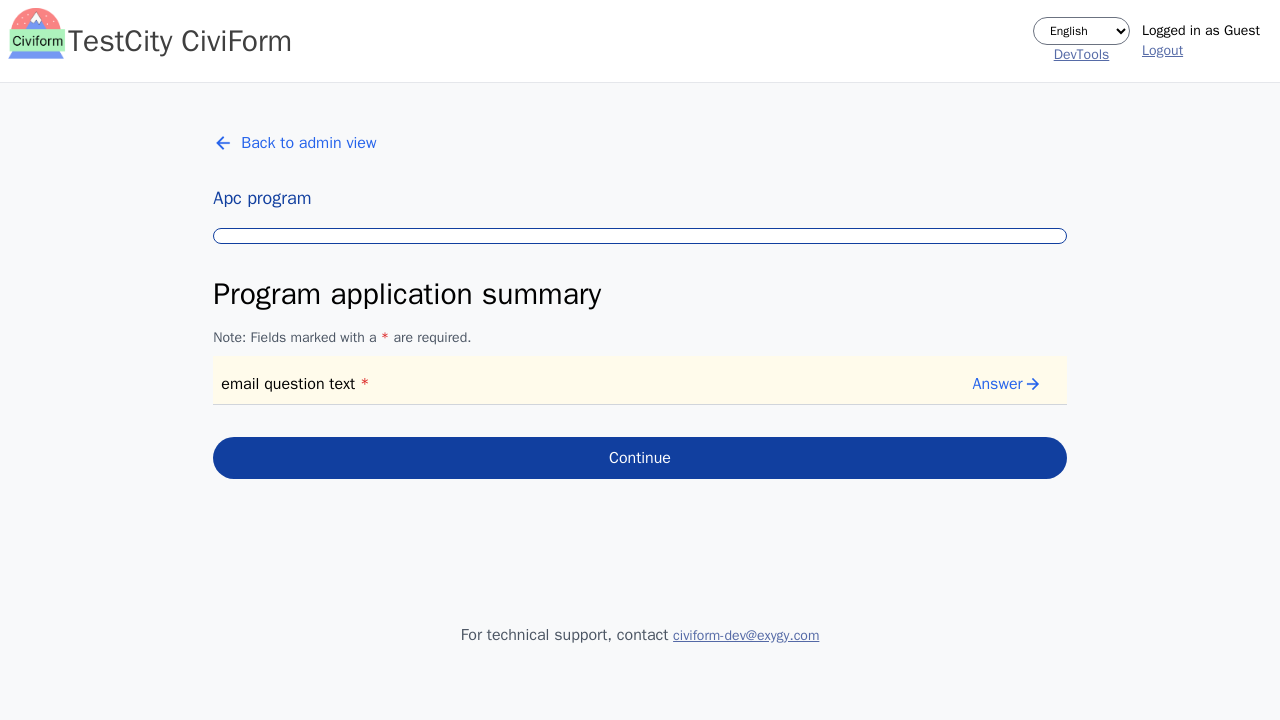 Civiform
TestCity CiviForm
English
DevTools
Logged in as Guest
Logout
Back to admin view
Apc program
Program application summary
Note: Fields marked with a * are required.
email question text *
Answer
Continue
For technical support, contact civiform-dev@exygy.com